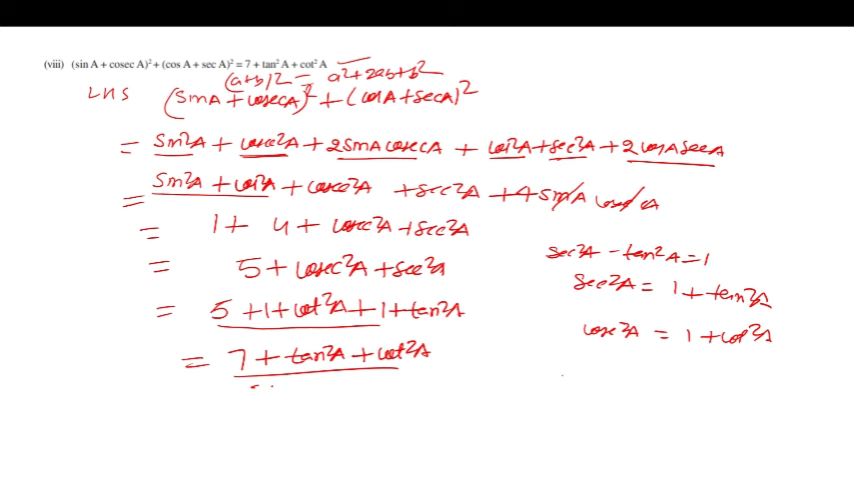 (viii) (sin A + cosec A)² + (cos A + sec A)² = 7 + tan² A + cot² A
(a+b)² = a²+2ab+b²
LHS (sinA + cosecA)² + (cosA + secA)²
= sin²A + cosec²A + 2sinAcosecA + cos²A + sec²A + 2cosAsecA
= sin²A + cos²A + cosec²A + sec²A + 4 sinA cosecA
= 1 + 4 + cosec²A + sec²A
= 5 + cosec²A + sec²A
= 5 + 1 + cot²A + 1 + tan²A
= 7 + tan²A + cot²A
sec²A - tan²A = 1
sec²A = 1 + tan²A
cosec²A = 1 + cot²A